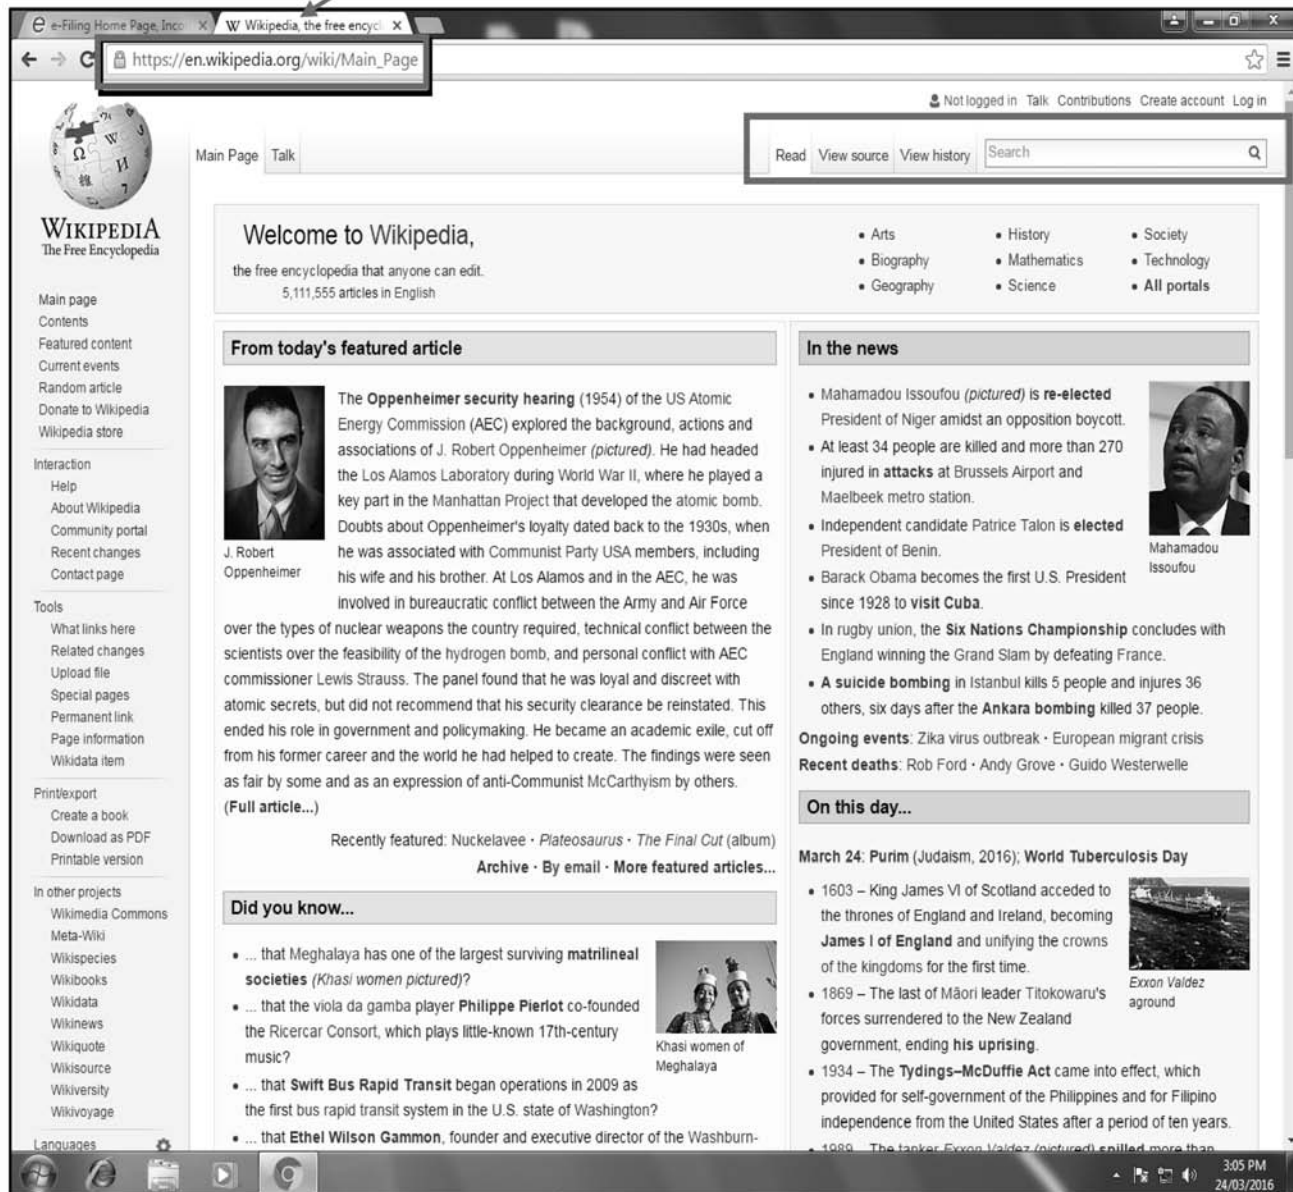 e-Filing Home Page, Inco
Wikipedia, the free encycl
https://en.wikipedia.org/wiki/Main_Page
Not logged in Talk Contributions Create account Log in
Main Page Talk
Read View source View history Search
WIKIPEDIA
The Free Encyclopedia
Main page
Contents
Featured content
Current events
Random article
Donate to Wikipedia
Wikipedia store
Interaction
Help
About Wikipedia
Community portal
Recent changes
Contact page
Tools
What links here
Related changes
Upload file
Special pages
Permanent link
Page information
Wikidata item
Print/export
Create a book
Download as PDF
Printable version
In other projects
Wikimedia Commons
Meta-Wiki
Wikispecies
Wikibooks
Wikidata
Wikinews
Wikiquote
Wikisource
Wikiversity
Wikivoyage
Languages
Welcome to Wikipedia,
the free encyclopedia that anyone can edit.
5,111,555 articles in English
• Arts
• Biography
• Geography
• History
• Mathematics
• Science
• Society
• Technology
• All portals
From today's featured article
J. Robert
Oppenheimer
The Oppenheimer security hearing (1954) of the US Atomic
Energy Commission (AEC) explored the background, actions and
associations of J. Robert Oppenheimer (pictured). He had headed
the Los Alamos Laboratory during World War II, where he played a
key part in the Manhattan Project that developed the atomic bomb.
Doubts about Oppenheimer's loyalty dated back to the 1930s, when
he was associated with Communist Party USA members, including
his wife and his brother. At Los Alamos and in the AEC, he was
involved in bureaucratic conflict between the Army and Air Force
over the types of nuclear weapons the country required, technical conflict between the
scientists over the feasibility of the hydrogen bomb, and personal conflict with AEC
commissioner Lewis Strauss. The panel found that he was loyal and discreet with
atomic secrets, but did not recommend that his security clearance be reinstated. This
ended his role in government and policymaking. He became an academic exile, cut off
from his former career and the world he had helped to create. The findings were seen
as fair by some and as an expression of anti-Communist McCarthyism by others.
(Full article...)
Recently featured: Nuckelavee · Plateosaurus · The Final Cut (album)
Archive · By email · More featured articles...
Did you know...
• ... that Meghalaya has one of the largest surviving matrilineal
societies (Khasi women pictured)?
• ... that the viola da gamba player Philippe Pierlot co-founded
the Ricercar Consort, which plays little-known 17th-century
music?
• ... that Swift Bus Rapid Transit began operations in 2009 as
the first bus rapid transit system in the U.S. state of Washington?
• ... that Ethel Wilson Gammon, founder and executive director of the Washburn-
Khasi women of
Meghalaya
In the news
• Mahamadou Issoufou (pictured) is re-elected
President of Niger amidst an opposition boycott.
• At least 34 people are killed and more than 270
injured in attacks at Brussels Airport and
Maelbeek metro station.
• Independent candidate Patrice Talon is elected
President of Benin.
• Barack Obama becomes the first U.S. President
since 1928 to visit Cuba.
• In rugby union, the Six Nations Championship concludes with
England winning the Grand Slam by defeating France.
• A suicide bombing in Istanbul kills 5 people and injures 36
others, six days after the Ankara bombing killed 37 people.
Mahamadou
Issoufou
Ongoing events: Zika virus outbreak · European migrant crisis
Recent deaths: Rob Ford · Andy Grove · Guido Westerwelle
On this day...
March 24: Purim (Judaism, 2016); World Tuberculosis Day
• 1603 – King James VI of Scotland acceded to
the thrones of England and Ireland, becoming
James I of England and unifying the crowns
of the kingdoms for the first time.
• 1869 – The last of Māori leader Titokowaru's
forces surrendered to the New Zealand
government, ending his uprising.
• 1934 – The Tydings–McDuffie Act came into effect, which
provided for self-government of the Philippines and for Filipino
independence from the United States after a period of ten years.
• 1989 – The tanker Exxon Valdez (pictured) spilled more than
Exxon Valdez
aground
3:05 PM
24/03/2016